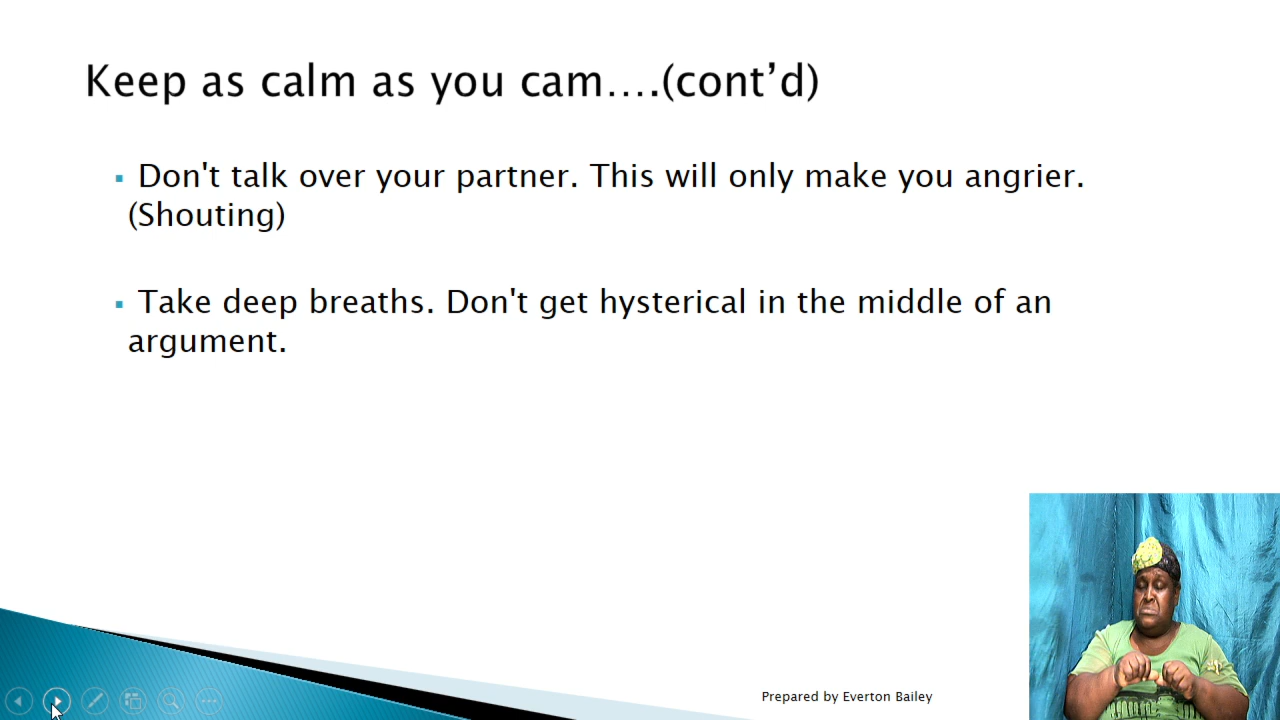 Keep as calm as you cam….(cont’d)
▪ Don't talk over your partner. This will only make you angrier.
(Shouting)
▪ Take deep breaths. Don't get hysterical in the middle of an
argument.
Prepared by Everton Bailey